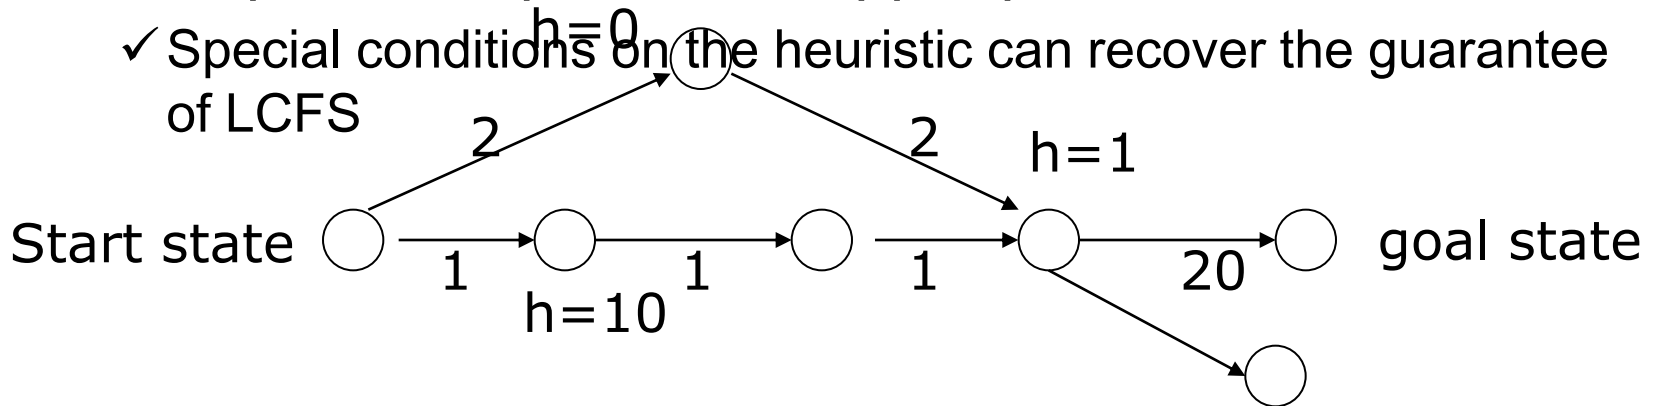 h=0
✓ Special conditions on the heuristic can recover the guarantee
of LCFS
2
2
h=1
Start state
goal state
1
1
1
20
h=10